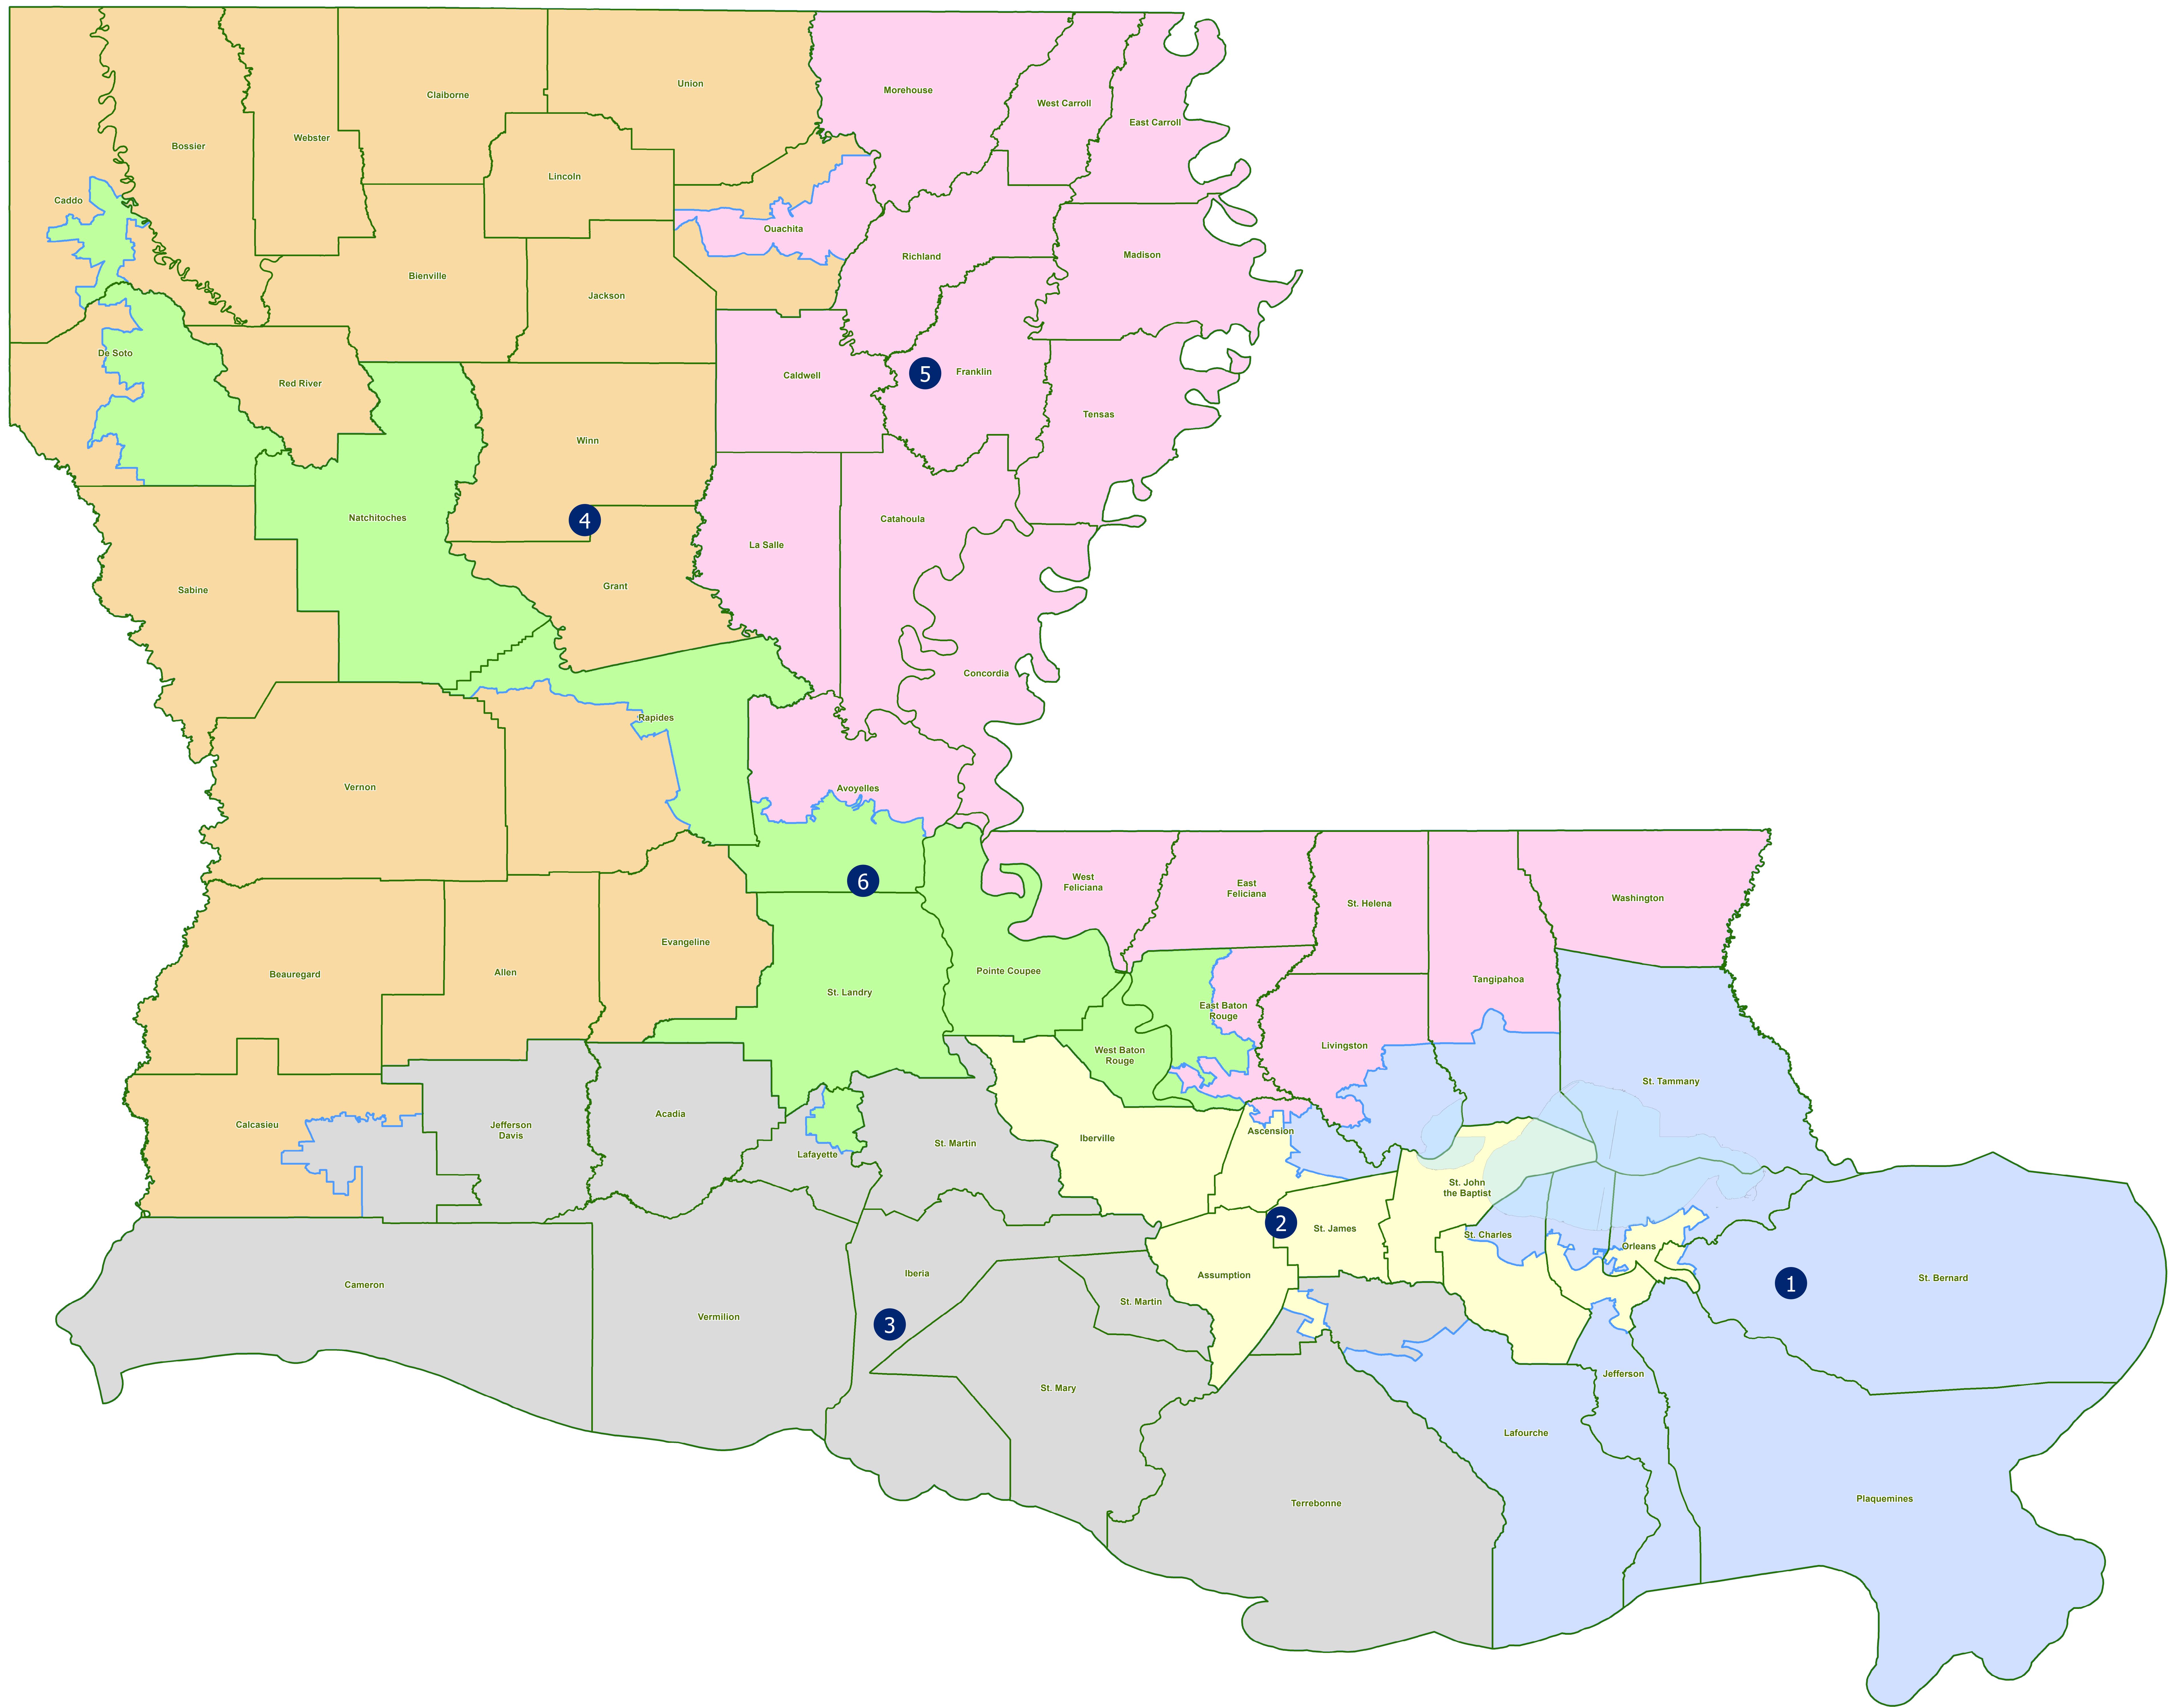 Union
Claiborne
Morehouse
West Carroll
East Carroll
Webster
Bossier
Lincoln
Caddo
Ouachita
Richland
Madison
Bienville
Jackson
De Soto
Red River
Caldwell
5
Franklin
Tensas
Winn
Natchitoches
4
Catahoula
La Salle
Sabine
Grant
Concordia
Rapides
Vernon
Avoyelles
6
West
Feliciana
East
Feliciana
St. Helena
Washington
Evangeline
Beauregard
Allen
Pointe Coupee
Tangipahoa
St. Landry
East Baton
Rouge
Livingston
West Baton
Rouge
St. Tammany
Acadia
Calcasieu
Jefferson
Davis
Lafayette
St. Martin
Iberville
Ascension
St. John
the Baptist
2
St. James
St. Charles
Orleans
Cameron
Iberia
Assumption
1
St. Bernard
Vermilion
3
St. Martin
St. Mary
Jefferson
Lafourche
Terrebonne
Plaquemines